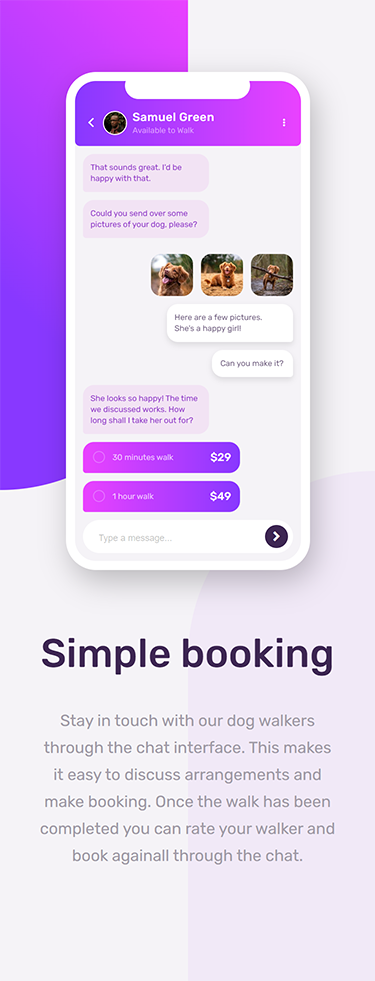 Samuel Green
Available to Walk
That sounds great. I'd be
happy with that.
Could you send over some
pictures of your dog, please?
Here are a few pictures.
She's a happy girl!
Can you make it?
She looks so happy! The time
we discussed works. How
long shall I take her out for?
30 minutes walk $29
1 hour walk $49
Type a message...
Simple booking
Stay in touch with our dog walkers
through the chat interface. This makes
it easy to discuss arrangements and
make booking. Once the walk has been
completed you can rate your walker and
book againall through the chat.